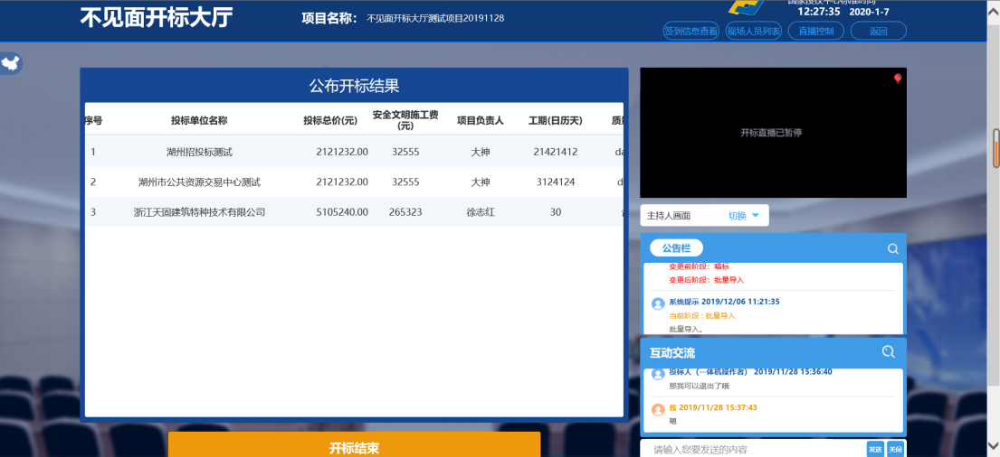 不见面开标大厅
项目名称： 不见面开标大厅测试项目20191128
国家授权中心标准时间
12:27:35 2020-1-7
签到信息查看 现场人员列表 直播控制 返回
公布开标结果
序号 投标单位名称 投标总价(元) 安全文明施工费(元) 项目负责人 工期(日历天)
1 湖州招投标测试 2121232.00 32555 大神 21421412 da
2 湖州市公共资源交易中心测试 2121232.00 32555 大神 3124124 d
3 浙江天固建筑特种技术有限公司 5105240.00 265323 徐志红 30
开标结束
开标直播已暂停
主持人画面 切换
公告栏
变更前阶段：唱标
变更后阶段：批量导入
系统提示 2019/12/06 11:21:35
当前阶段：批量导入
批量导入。
互动交流
投标人（一体机操作者） 2019/11/28 15:36:40
那我可以退出了哦
我 2019/11/28 15:37:43
嗯
请输入您要发送的内容 发送 关闭